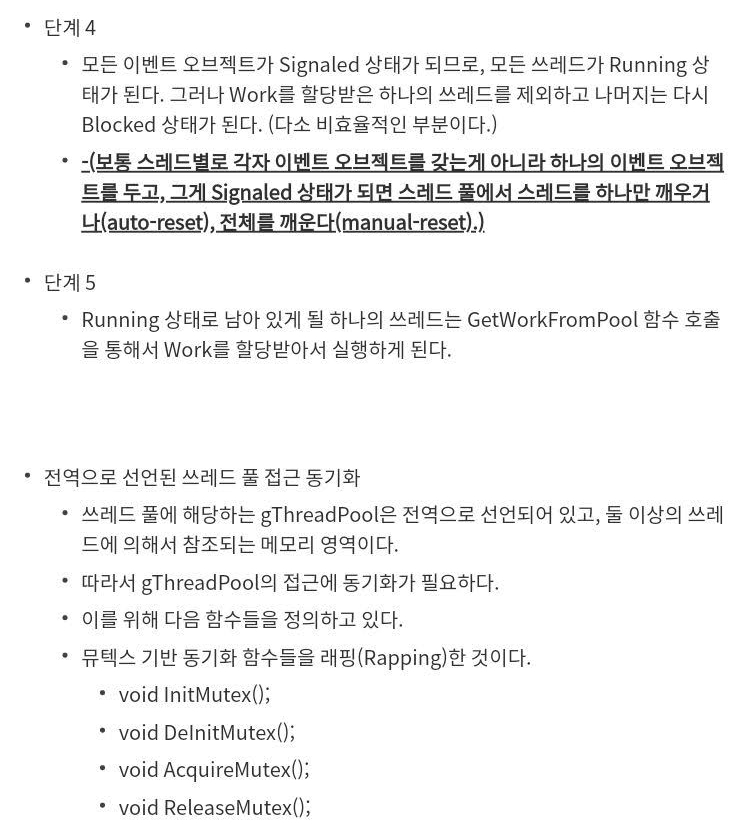 • 단계 4
• 모든 이벤트 오브젝트가 Signaled 상태가 되므로, 모든 쓰레드가 Running 상
태가 된다. 그러나 Work를 할당받은 하나의 쓰레드를 제외하고 나머지는 다시
Blocked 상태가 된다. (다소 비효율적인 부분이다.)
• -(보통 스레드별로 각자 이벤트 오브젝트를 갖는게 아니라 하나의 이벤트 오브젝
트를 두고, 그게 Signaled 상태가 되면 스레드 풀에서 스레드를 하나만 깨우거
나(auto-reset), 전체를 깨운다(manual-reset).)
• 단계 5
• Running 상태로 남아 있게 될 하나의 쓰레드는 GetWorkFromPool 함수 호출
을 통해서 Work를 할당받아서 실행하게 된다.
• 전역으로 선언된 쓰레드 풀 접근 동기화
• 쓰레드 풀에 해당하는 gThreadPool은 전역으로 선언되어 있고, 둘 이상의 쓰레
드에 의해서 참조되는 메모리 영역이다.
• 따라서 gThreadPool의 접근에 동기화가 필요하다.
• 이를 위해 다음 함수들을 정의하고 있다.
• 뮤텍스 기반 동기화 함수들을 래핑(Rapping)한 것이다.
• void InitMutex();
• void DeInitMutex();
• void AcquireMutex();
• void ReleaseMutex();